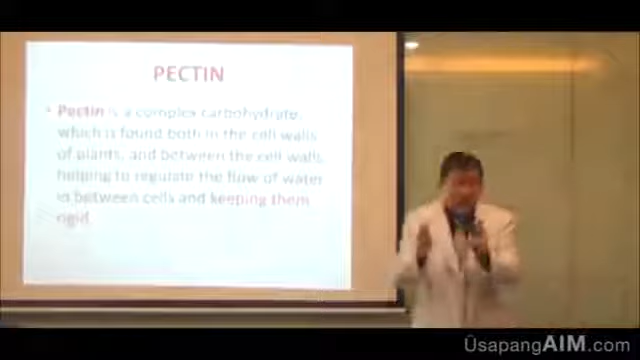 PECTIN
• Pectin is a complex carbohydrate,
which is found both in the cell walls
of plants, and between the cell walls,
helping to regulate the flow of water
in between cells and keeping them
rigid.
ÜsapangAIM.com